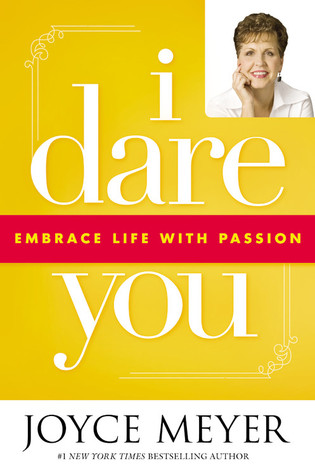 i
dare
EMBRACE LIFE WITH PASSION
you
JOYCE MEYER
#1 NEW YORK TIMES BESTSELLING AUTHOR